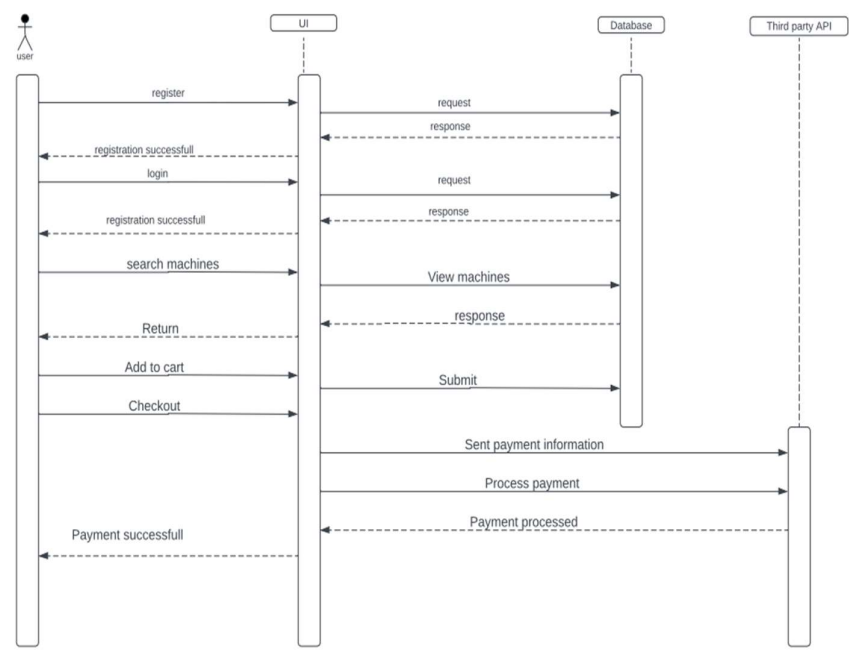 UI
Database
Third party API
user
register
request
response
registration successfull
login
request
response
registration successfull
search machines
View machines
response
Return
Add to cart
Submit
Checkout
Sent payment information
Process payment
Payment processed
Payment successfull